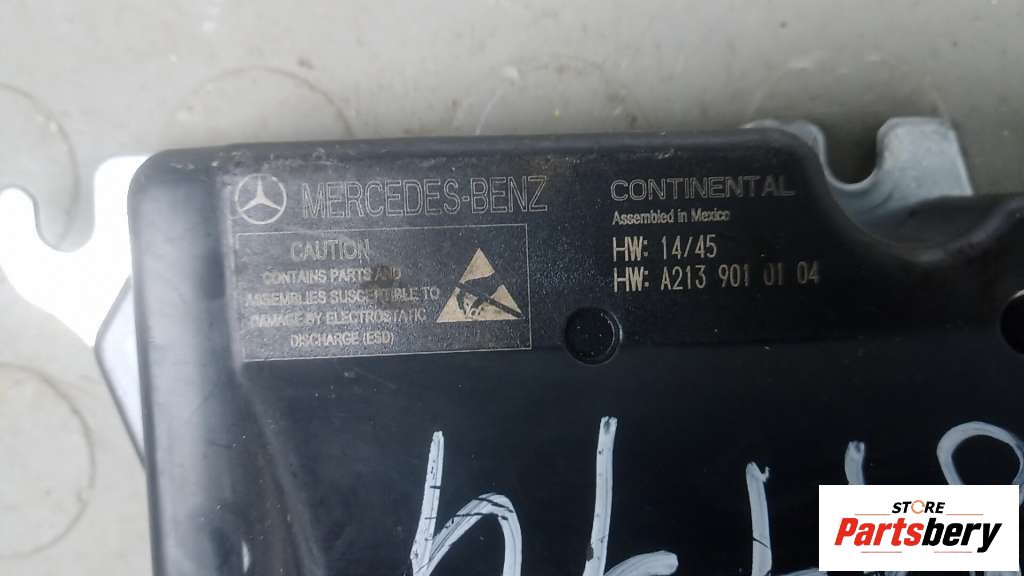 MERCEDES-BENZ
CONTINENTAL
Assembled in Mexico
HW: 14/45
HW: A213 901 01 04
CAUTION
CONTAINS PARTS AND
ASSEMBLIES SUSCEPTIBLE TO
DAMAGE BY ELECTROSTATIC
DISCHARGE (ESD)
STORE
Partsbery